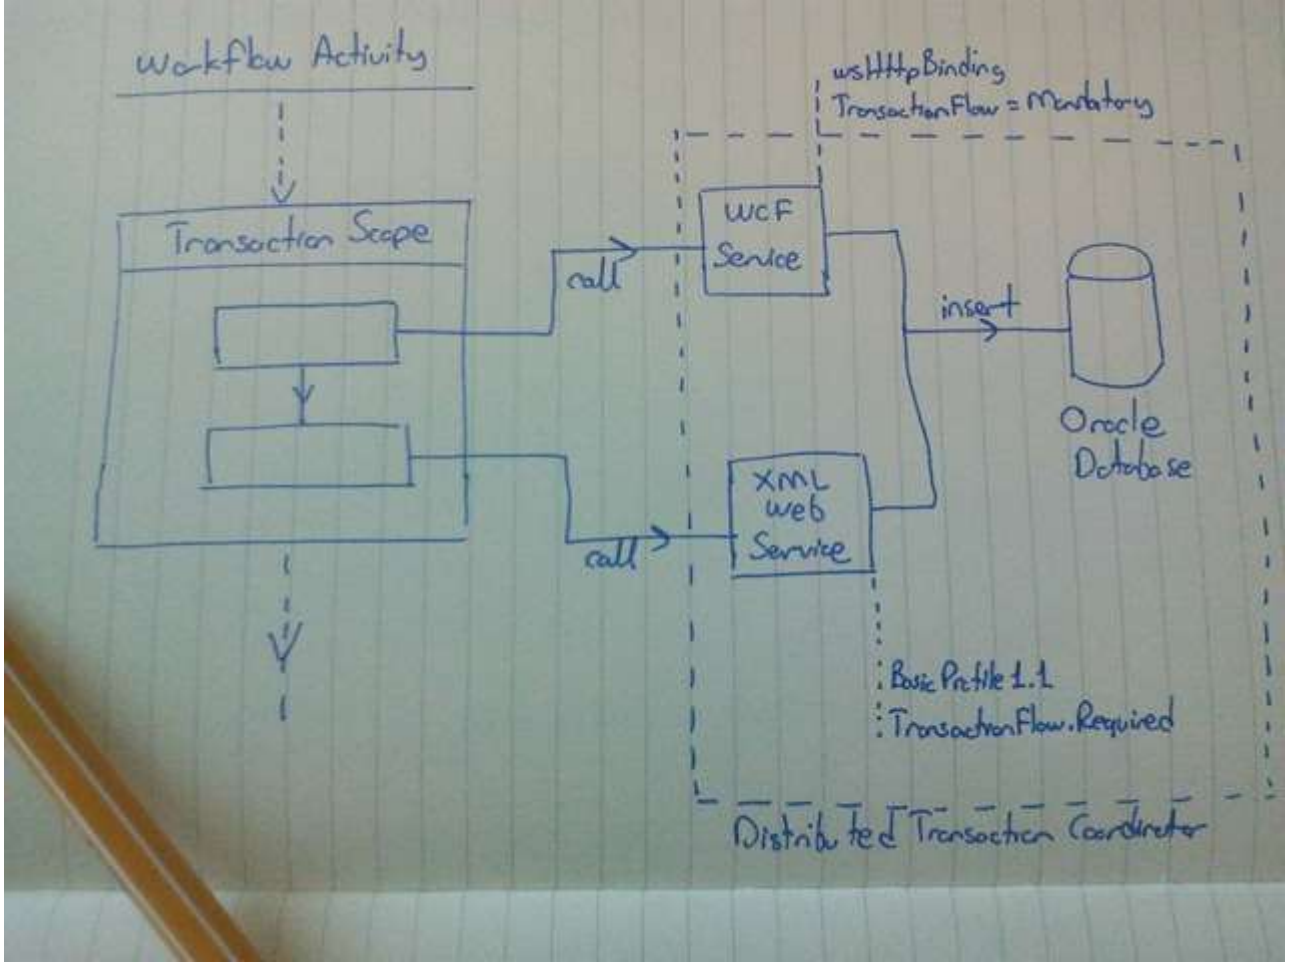 Workflow Activity
wsHttpBinding
TransactionFlow = Mandatory
Transaction Scope
WCF
Service
call
insert
Oracle
Database
XML
Web
Service
call
Basic Profile 1.1
TransactionFlow.Required
Distributed Transaction Coordinator